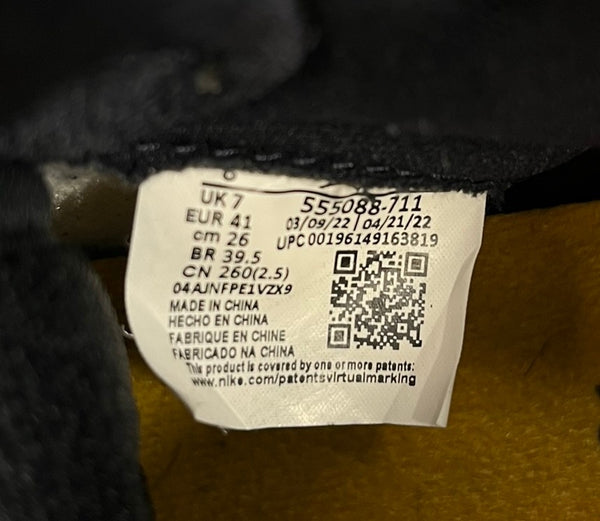 UK 7
EUR 41
cm 26
BR 39.5
CN 260(2.5)
04AJNFPE1VZX9
MADE IN CHINA
HECHO EN CHINA
FABRIQUE EN CHINE
FABRICADO NA CHINA
555088-711
03/09/22 | 04/21/22
UPC 00196149163819
This product is covered by one or more patents:
www.nike.com/patentsvirtualmarking